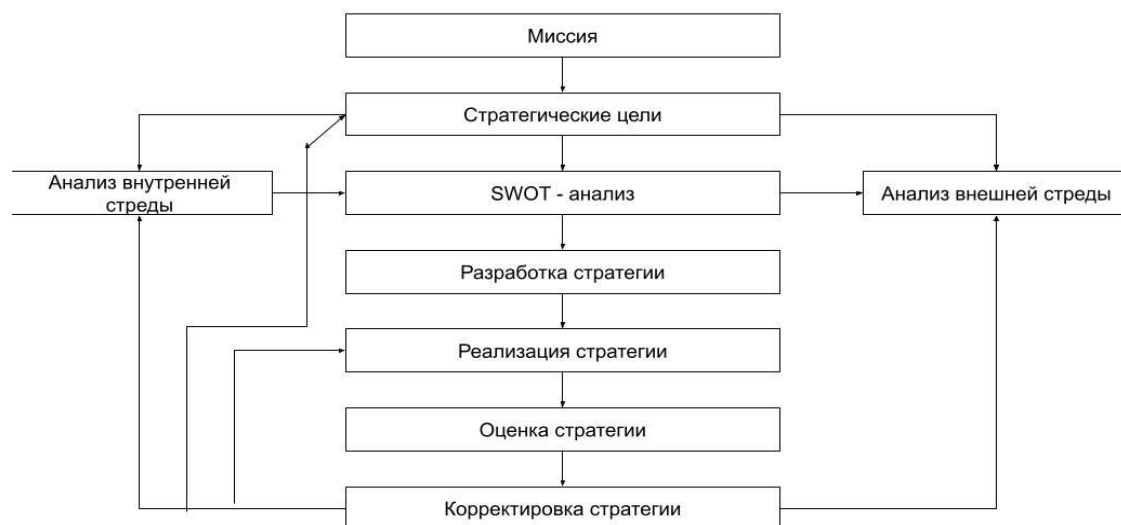 Миссия
Стратегические цели
Анализ внутренней
стреды
SWOT - анализ
Анализ внешней стреды
Разработка стратегии
Реализация стратегии
Оценка стратегии
Корректировка стратегии